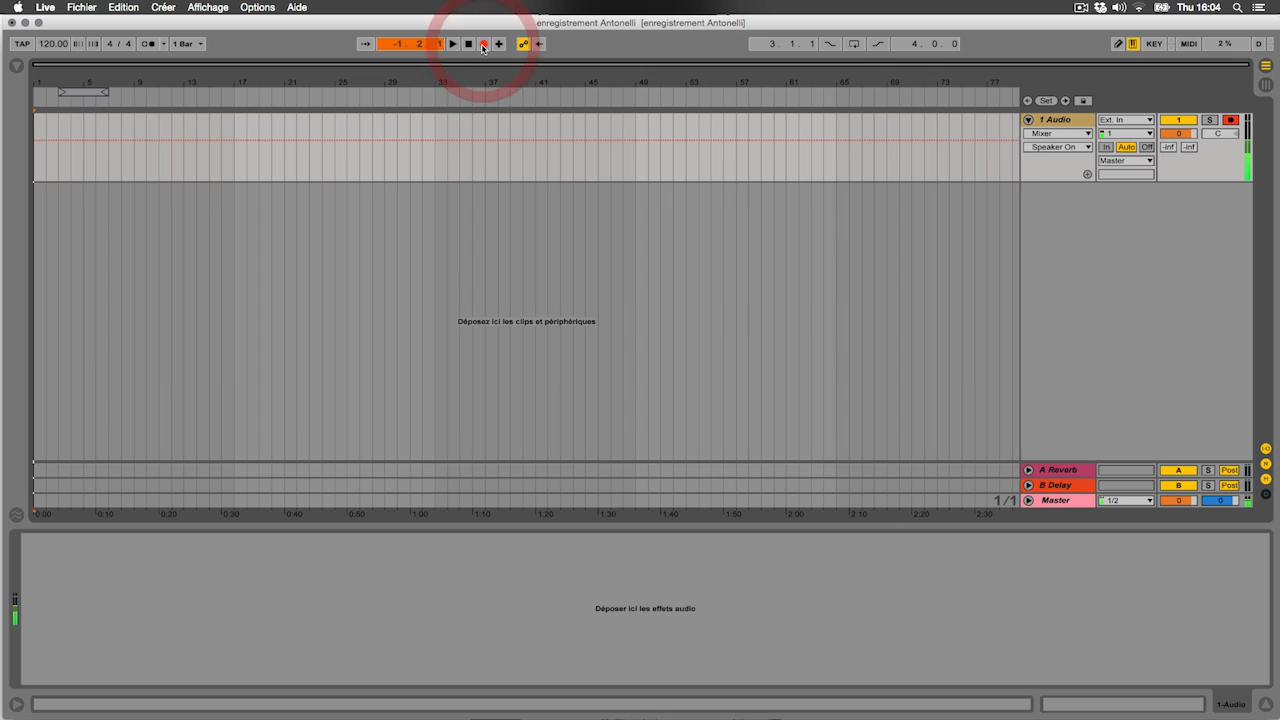 Live Fichier Edition Créer Affichage Options Aide Thu 16:04
enregistrement Antonelli [enregistrement Antonelli]
TAP 120.00 4 / 4 1 Bar -1. 2. 1 3. 1. 1 4. 0. 0 KEY MIDI 2 % D
1 5 9 13 17 21 25 29 33 37 41 45 49 53 57 61 65 69 73 77
Set
1 Audio Ext. In 1 S
Mixer 1 0 C
Speaker On In Auto Off -inf -inf
Master
Déposez ici les clips et périphériques
A Reverb A S Post
B Delay B S Post
1/1 Master 1/2 0 0
0:00 0:10 0:20 0:30 0:40 0:50 1:00 1:10 1:20 1:30 1:40 1:50 2:00 2:10 2:20 2:30
Déposer ici les effets audio
1-Audio